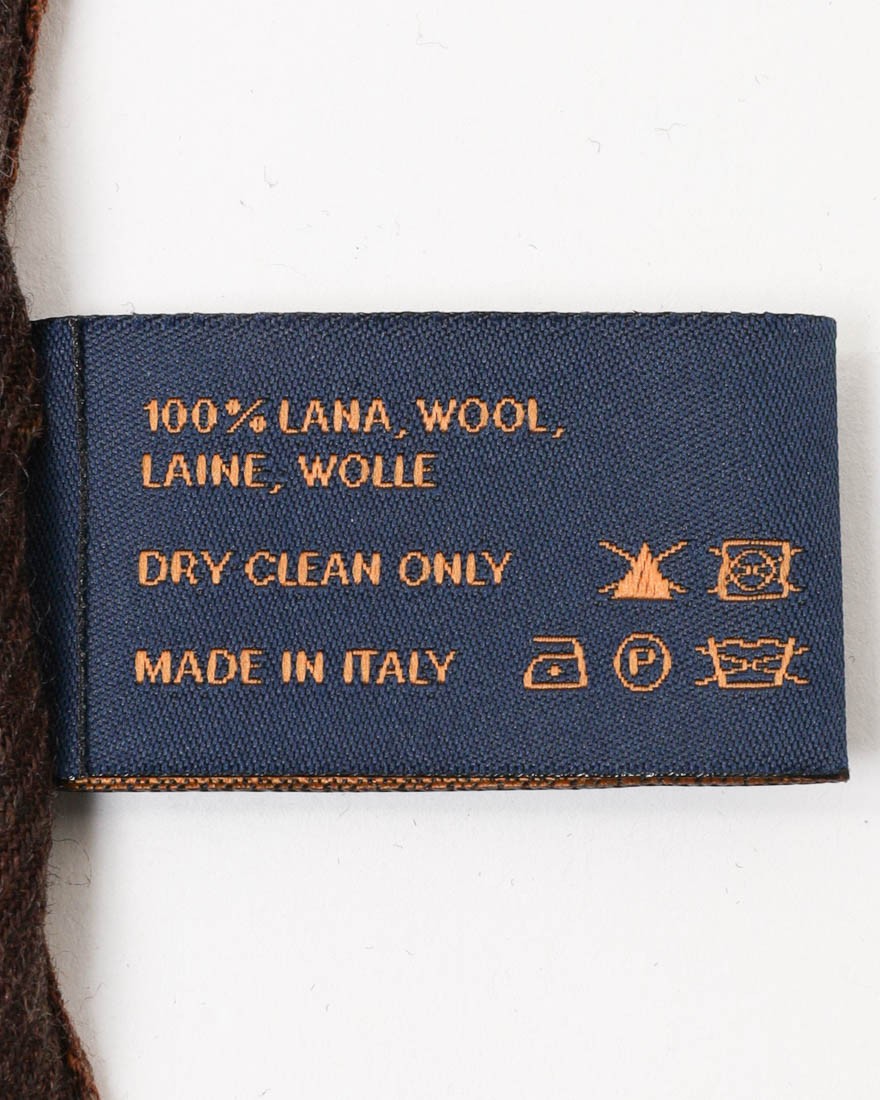 100% LANA, WOOL,
LAINE, WOLLE
DRY CLEAN ONLY
MADE IN ITALY
P